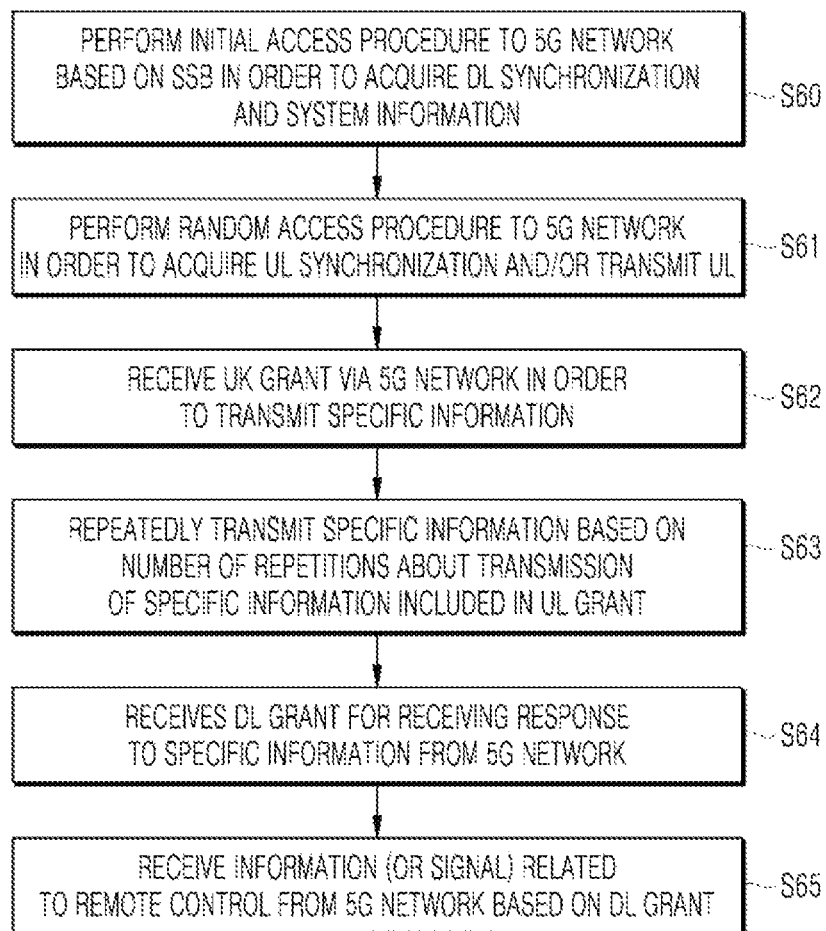 PERFORM INITIAL ACCESS PROCEDURE TO 5G NETWORK
BASED ON SSB IN ORDER TO ACQUIRE DL SYNCHRONIZATION
AND SYSTEM INFORMATION
S60
PERFORM RANDOM ACCESS PROCEDURE TO 5G NETWORK
IN ORDER TO ACQUIRE UL SYNCHRONIZATION AND/OR TRANSMIT UL
S61
RECEIVE UK GRANT VIA 5G NETWORK IN ORDER
TO TRANSMIT SPECIFIC INFORMATION
S62
REPEATEDLY TRANSMIT SPECIFIC INFORMATION BASED ON
NUMBER OF REPETITIONS ABOUT TRANSMISSION
OF SPECIFIC INFORMATION INCLUDED IN UL GRANT
S63
RECEIVES DL GRANT FOR RECEIVING RESPONSE
TO SPECIFIC INFORMATION FROM 5G NETWORK
S64
RECEIVE INFORMATION (OR SIGNAL) RELATED
TO REMOTE CONTROL FROM 5G NETWORK BASED ON DL GRANT
S65